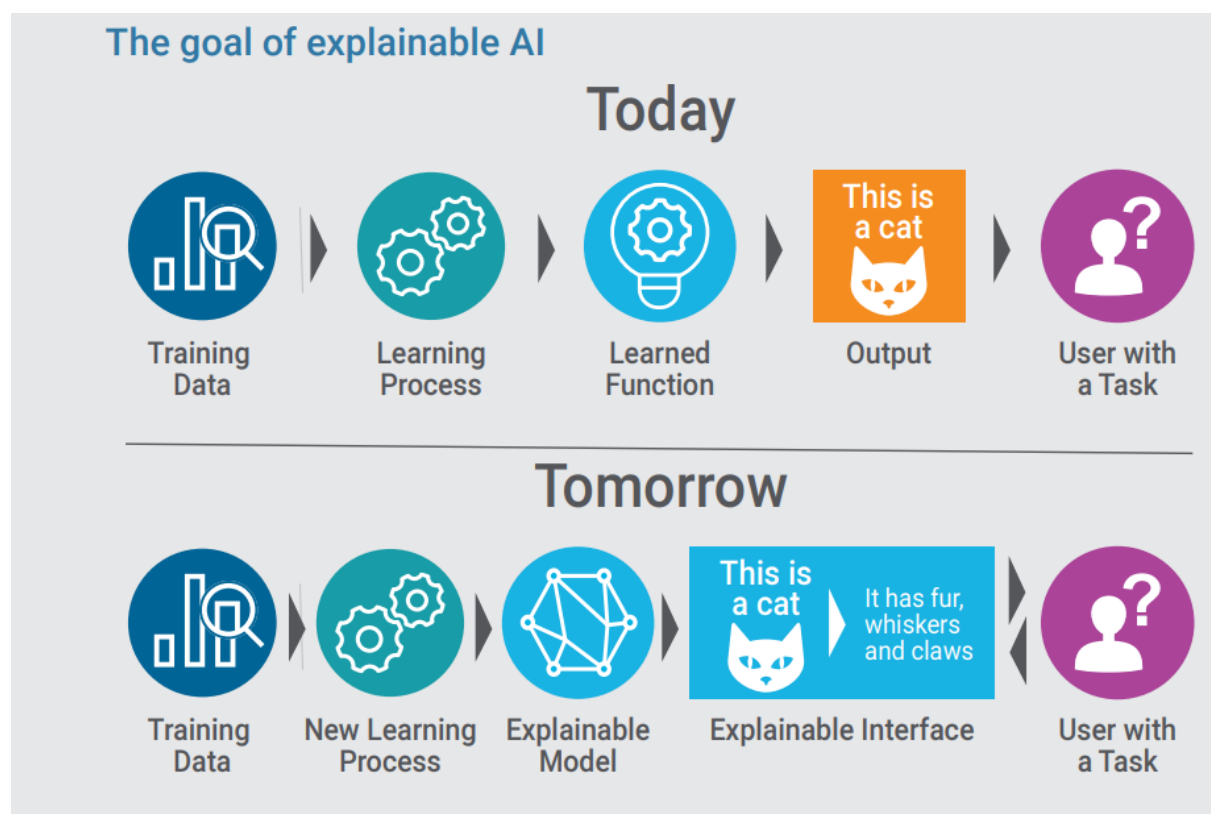 The goal of explainable AI
Today
This is
a cat
?
Training
Data
Learning
Process
Learned
Function
Output
User with
a Task
Tomorrow
This is
a cat
It has fur,
whiskers
and claws
?
Training
Data
New Learning
Process
Explainable
Model
Explainable Interface
User with
a Task